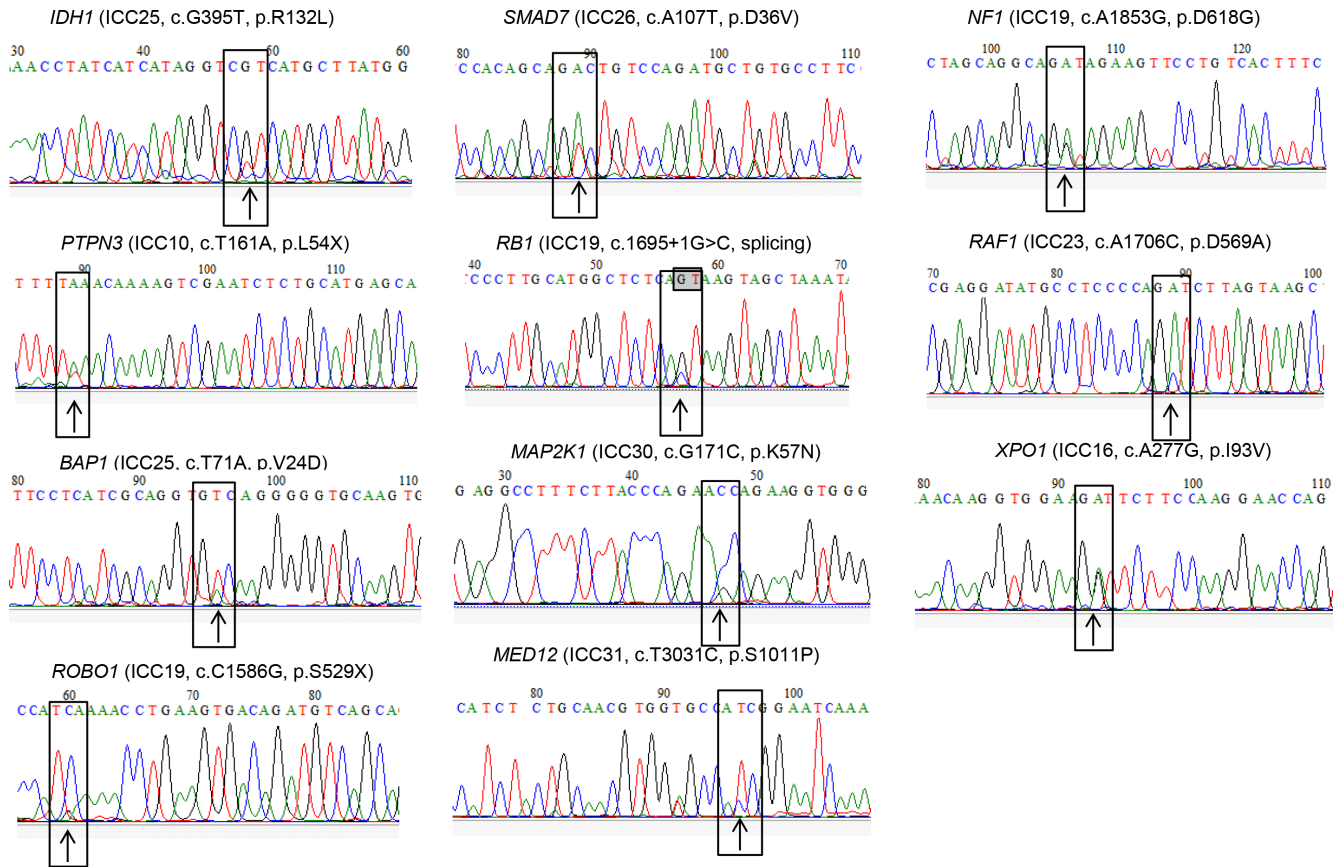 IDH1 (ICC25, c.G395T, p.R132L)
30 40 50 60
AACCTATCATCATAGGTCGTCATGCTTATGG
SMAD7 (ICC26, c.A107T, p.D36V)
80 90 100 110
CCACAGCAGACTGTCCAGATGCTGTGCCTTC
NF1 (ICC19, c.A1853G, p.D618G)
100 110 120
CTAGCAGGCAGATAGAAGTTCCTGTCACTTTC
PTPN3 (ICC10, c.T161A, p.L54X)
90 100 110
TTTTAAACAAAAGTCGAATCTCTGCATGAGCA
RB1 (ICC19, c.1695+1G>C, splicing)
40 50 60 70
CCCTTGCATGGCTCTCAGTAAGTAGCTAAAT
RAF1 (ICC23, c.A1706C, p.D569A)
70 80 90 100
CGAGGATATGCCTCCCCAGATCTTAGTAAGC
BAP1 (ICC25, c.T71A, p.V24D)
80 90 100 110
TTCCTCATCGCAGGTGTCAGGGGGTGCAAGTG
MAP2K1 (ICC30, c.G171C, p.K57N)
30 40 50
GAGGCCTTTCTTACCCAGAACCAGAAGGTGGG
XPO1 (ICC16, c.A277G, p.I93V)
80 90 100 110
AACAAGGTGGAAGATTCTTCCAAGGAACCAG
ROBO1 (ICC19, c.C1586G, p.S529X)
60 70 80
CCATCAAAACCTGAAGTGACAGATGTCAGCA
MED12 (ICC31, c.T3031C, p.S1011P)
80 90 100
CATCT CTGCAACGTGGTGCCATCGGAATCAAA